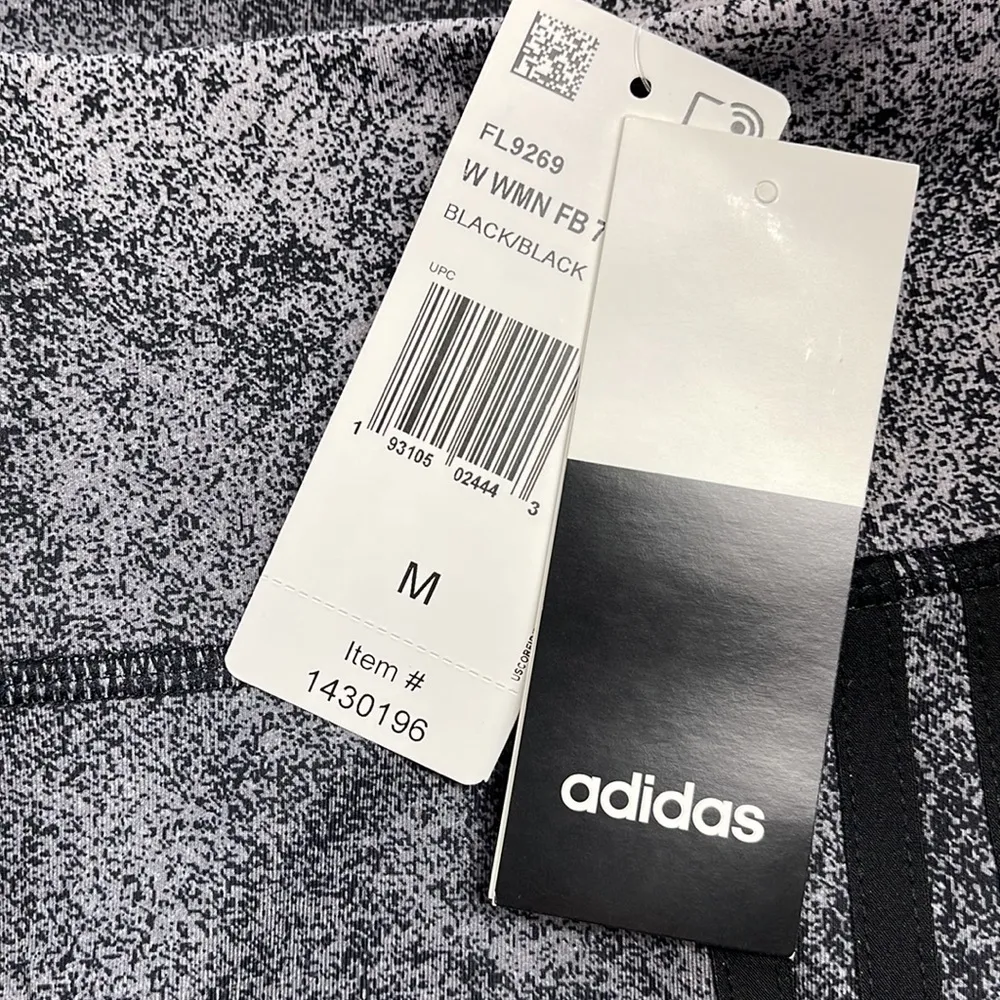 FL9269
W WMN FB 7
BLACK/BLACK
UPC
1 93105 02444 3
M
Item #
1430196
adidas